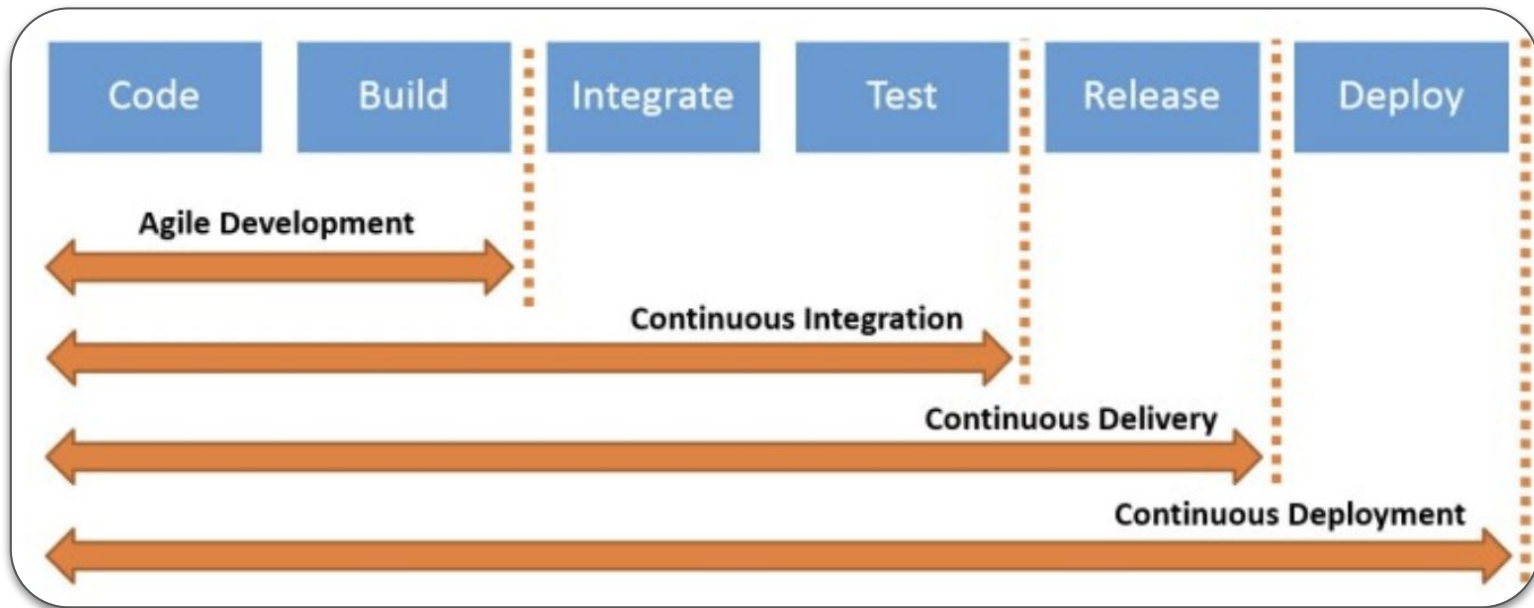 Code
Build
Integrate
Test
Release
Deploy
Agile Development
Continuous Integration
Continuous Delivery
Continuous Deployment